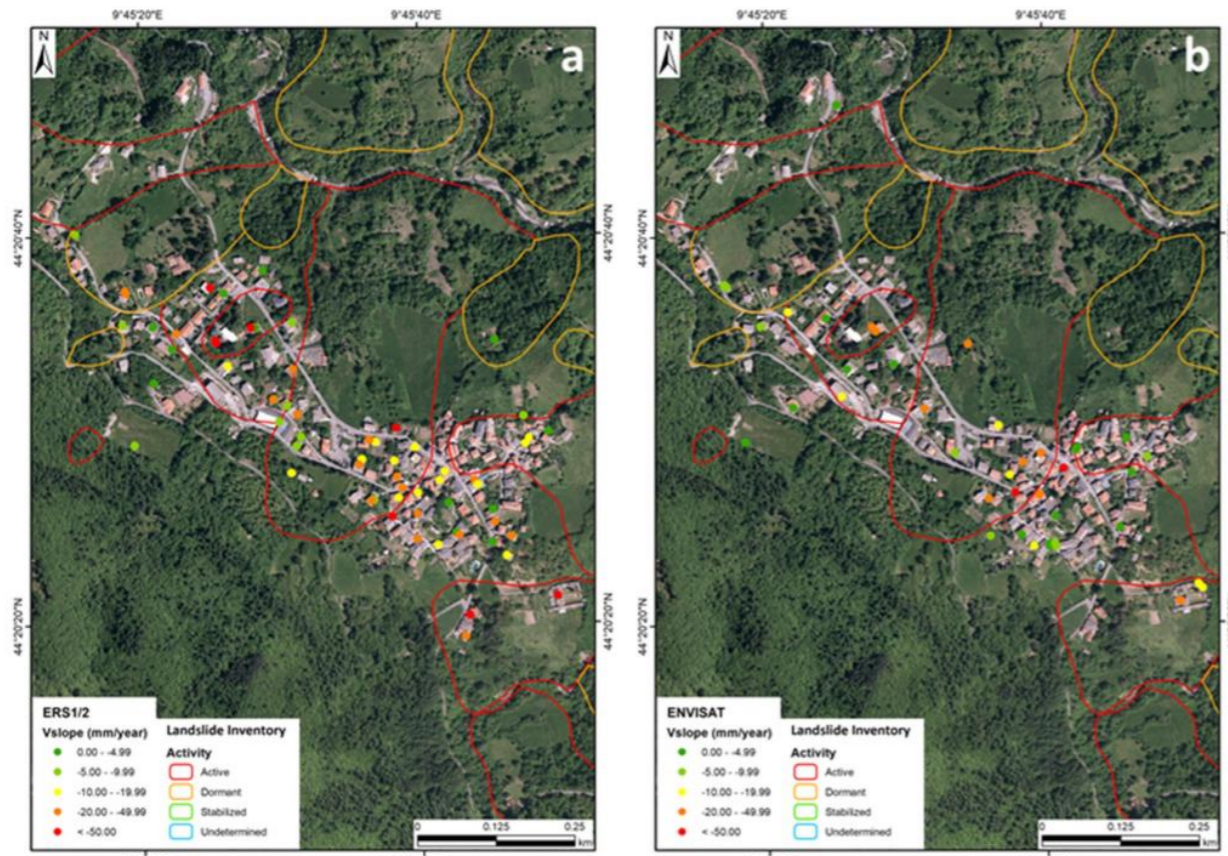 9°45'20"E
9°45'40"E
9°45'20"E
9°45'40"E
N
a
N
b
44°20'40"N
44°20'40"N
44°20'20"N
44°20'20"N
ERS1/2
Vslope (mm/year)
0.00 - -4.99
-5.00 - -9.99
-10.00 - -19.99
-20.00 - -49.99
< -50.00
Landslide Inventory
Activity
Active
Dormant
Stabilized
Undetermined
0 0.125 0.25
km
ENVISAT
Vslope (mm/year)
0.00 - -4.99
-5.00 - -9.99
-10.00 - -19.99
-20.00 - -49.99
< -50.00
Landslide Inventory
Activity
Active
Dormant
Stabilized
Undetermined
0 0.125 0.25
km